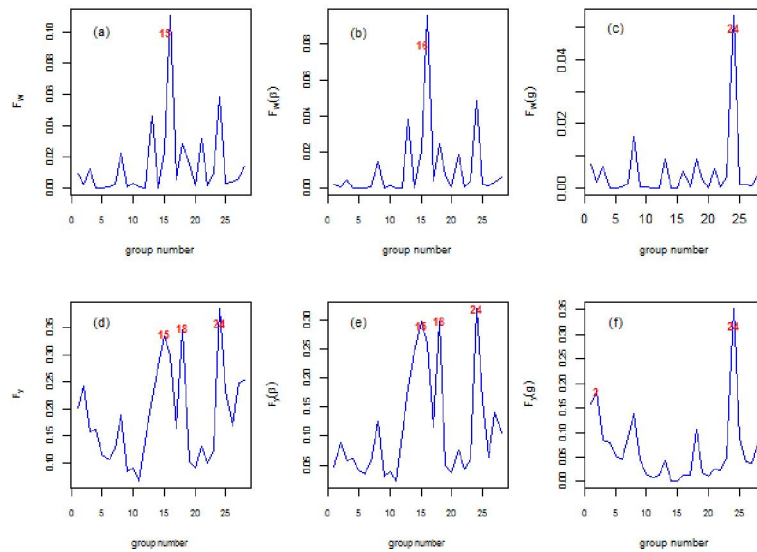 (a)
15
F_W
0.00 0.02 0.04 0.06 0.08 0.10
0 5 10 15 20 25
group number
(b)
16
F_W(β)
0.00 0.02 0.04 0.06 0.08
0 5 10 15 20 25
group number
(c)
24
F_W(g)
0.00 0.02 0.04
0 5 10 15 20 25
group number
(d)
15 18 24
F_y
0.10 0.15 0.20 0.25 0.30 0.35
0 5 10 15 20 25
group number
(e)
24
F_y(β)
0.05 0.10 0.15 0.20 0.25 0.30
0 5 10 15 20 25
group number
(f)
2 24
F_y(g)
0.00 0.05 0.10 0.15 0.20 0.25 0.30 0.35
0 5 10 15 20 25
group number